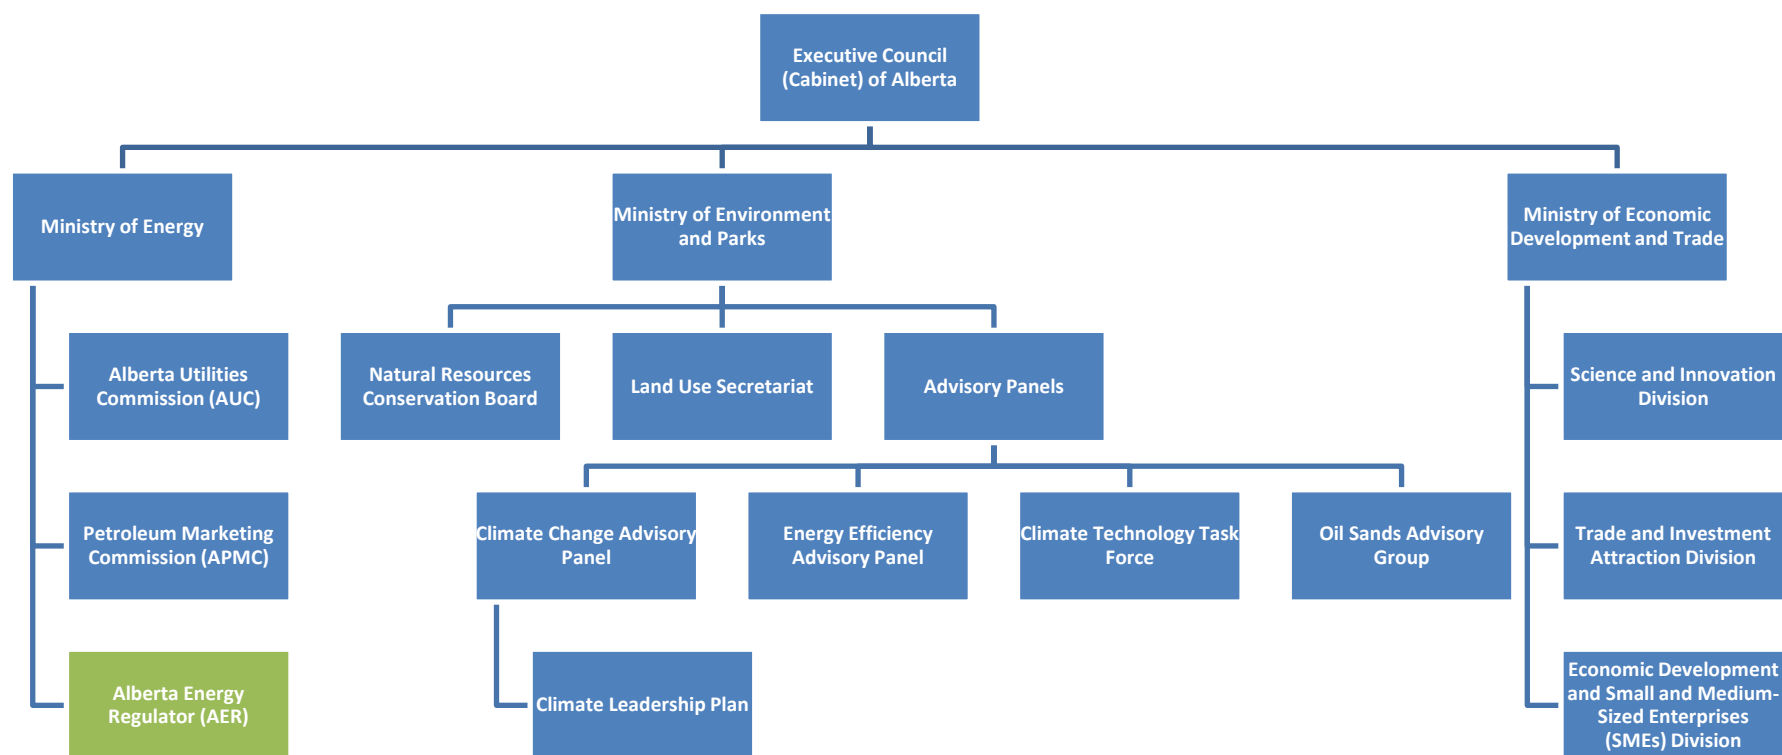 Executive Council
(Cabinet) of Alberta
Ministry of Energy
Ministry of Environment
and Parks
Ministry of Economic
Development and Trade
Alberta Utilities
Commission (AUC)
Natural Resources
Conservation Board
Land Use Secretariat
Advisory Panels
Science and Innovation
Division
Petroleum Marketing
Commission (APMC)
Climate Change Advisory
Panel
Energy Efficiency
Advisory Panel
Climate Technology Task
Force
Oil Sands Advisory
Group
Trade and Investment
Attraction Division
Alberta Energy
Regulator (AER)
Climate Leadership Plan
Economic Development
and Small and Medium-
Sized Enterprises
(SMEs) Division